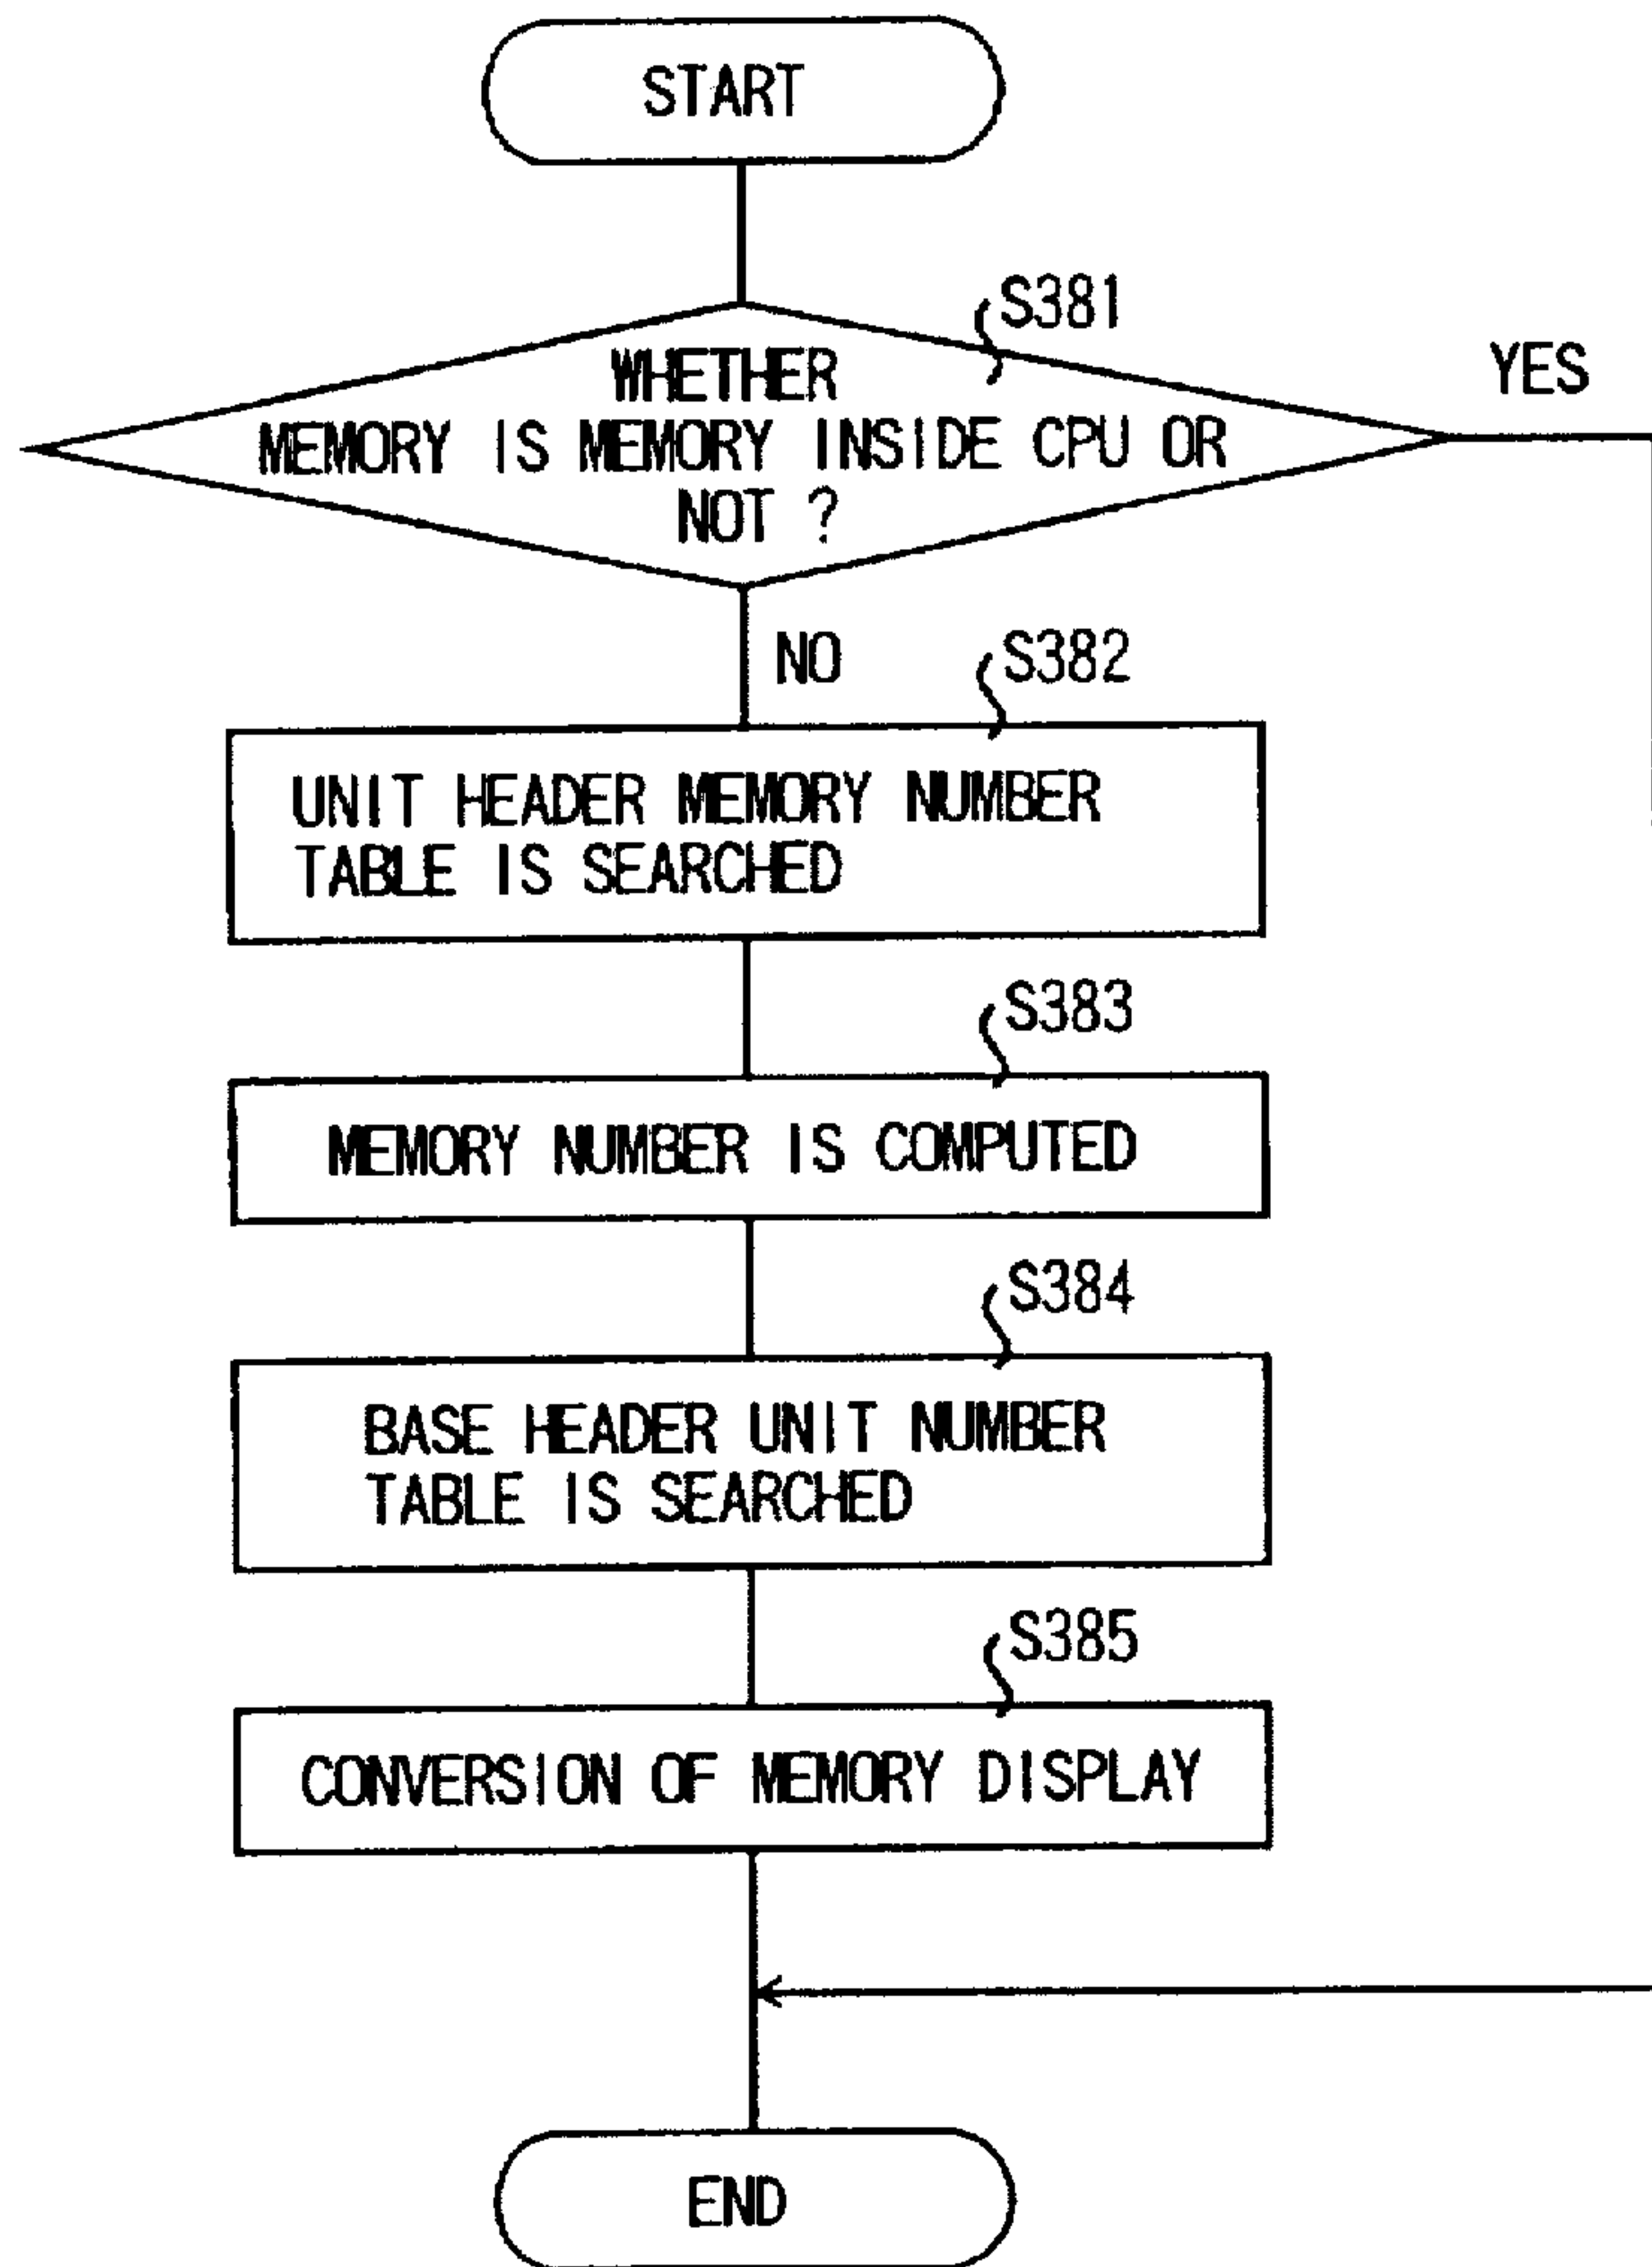 START
S381
YES
WHETHER
MEMORY IS MEMORY INSIDE CPU OR
NOT ?
NO
S382
UNIT HEADER MEMORY NUMBER
TABLE IS SEARCHED
S383
MEMORY NUMBER IS COMPUTED
S384
BASE HEADER UNIT NUMBER
TABLE IS SEARCHED
S385
CONVERSION OF MEMORY DISPLAY
END